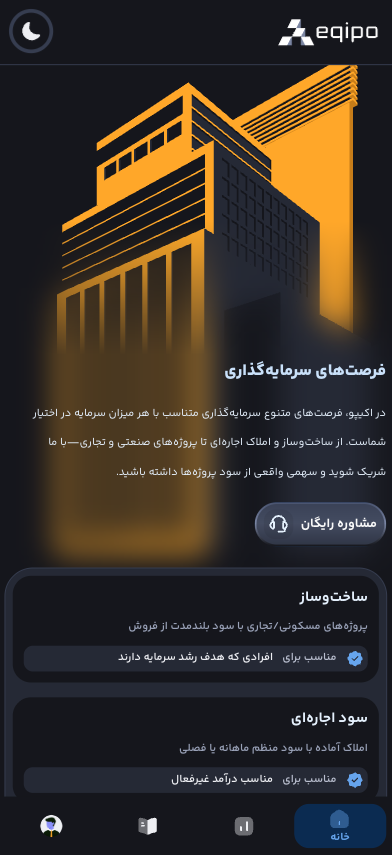 Aeqipo
فرصت‌های سرمایه‌گذاری
در اکیپو، فرصت‌های متنوع سرمایه‌گذاری متناسب با هر میزان سرمایه در اختیار
شماست. از ساخت‌وساز و املاک اجاره‌ای تا پروژه‌های صنعتی و تجاری—با ما
شریک شوید و سهمی واقعی از سود پروژه‌ها داشته باشید.
مشاوره رایگان
ساخت‌وساز
پروژه‌های مسکونی/تجاری با سود بلندمدت از فروش
مناسب برای افرادی که هدف رشد سرمایه دارند
سود اجاره‌ای
املاک آماده با سود منظم ماهانه یا فصلی
مناسب برای مناسب درآمد غیرفعال
خانه